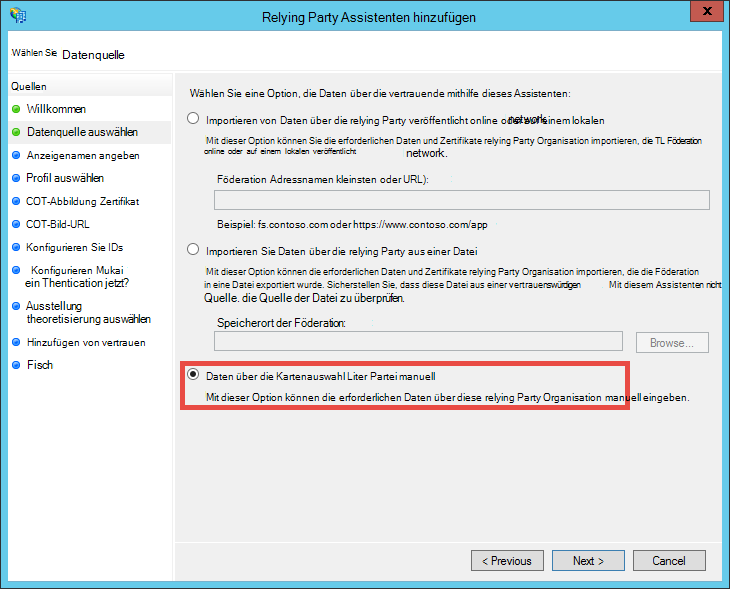 Relying Party Assistenten hinzufügen
X
Wählen Sie Datenquelle
Quellen
Willkommen
Datenquelle auswählen
Anzeigenamen angeben
Profil auswählen
COT-Abbildung Zertifikat
COT-Bild-URL
Konfigurieren Sie IDs
Konfigurieren Mukai
ein Thentication jetzt?
Ausstellung
theoretisierung auswählen
Hinzufügen von vertrauen
Fisch
Wählen Sie eine Option, die Daten über die vertrauende mithilfe dieses Assistenten:
Importieren von Daten über die relying Party veröffentlicht online oder auf einem lokalen
network.
Mit dieser Option können Sie die erforderlichen Daten und Zertifikate relying Party Organisation importieren, die TL Föderation
online oder auf einem lokalen veröffentlicht network.
Föderation Adressnamen kleinsten oder URL):
Beispiel: fs.contoso.com oder https://www.contoso.com/app
Importieren Sie Daten über die relying Party aus einer Datei
Mit dieser Option können die erforderlichen Daten und Zertifikate relying Party Organisation importieren, die die Föderation
in eine Datei exportiert wurde. Sicherstellen Sie, dass diese Daten aus einer vertrauenswürdigen Mit diesem Assistenten nicht
Quelle. die Quelle der Datei zu überprüfen.
Speicherort der Föderation:
Browse...
Daten über die Kartenauswahl Liter Partei manuell
Mit dieser Option können die erforderlichen Daten über diese relying Party Organisation manuell eingeben.
< Previous
Next >
Cancel